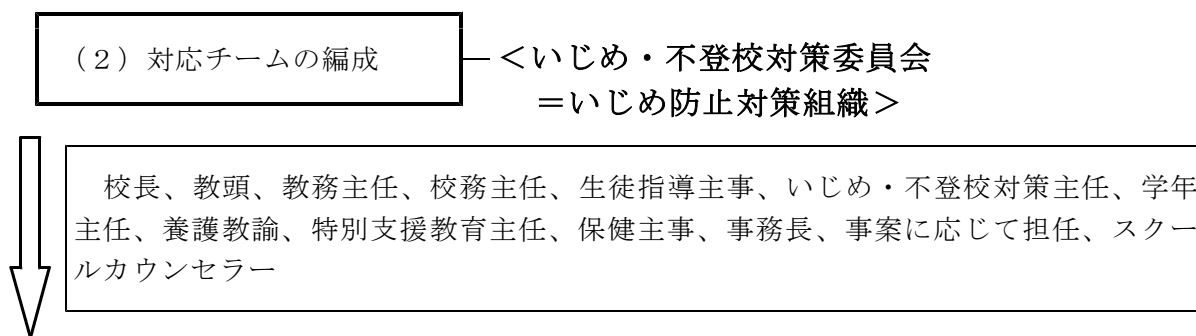 （２）対応チームの編成
＜いじめ・不登校対策委員会
＝いじめ防止対策組織＞
校長、教頭、教務主任、校務主任、生徒指導主事、いじめ・不登校対策主任、学年
主任、養護教諭、特別支援教育主任、保健主事、事務長、事案に応じて担任、スクー
ルカウンセラー